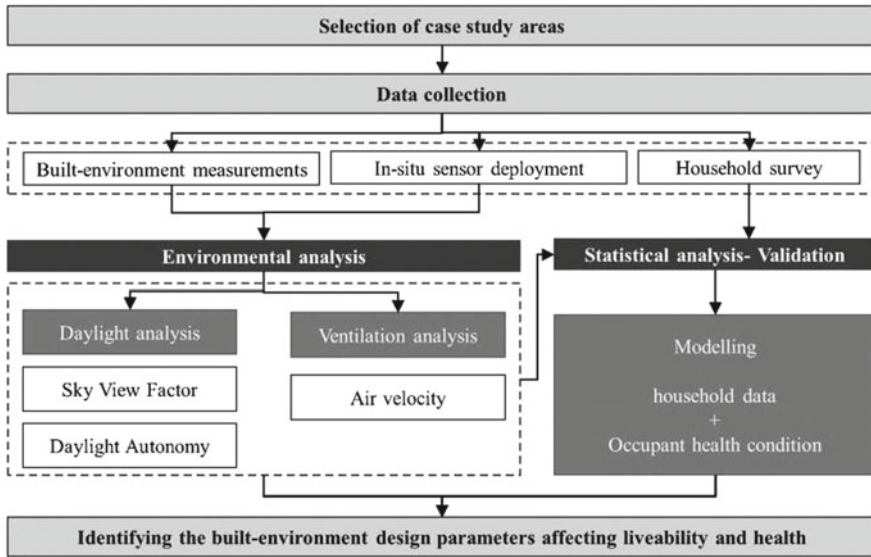 Selection of case study areas
Data collection
Built-environment measurements
In-situ sensor deployment
Household survey
Environmental analysis
Statistical analysis- Validation
Daylight analysis
Ventilation analysis
Sky View Factor
Air velocity
Daylight Autonomy
Modelling
household data
+
Occupant health condition
Identifying the built-environment design parameters affecting liveability and health